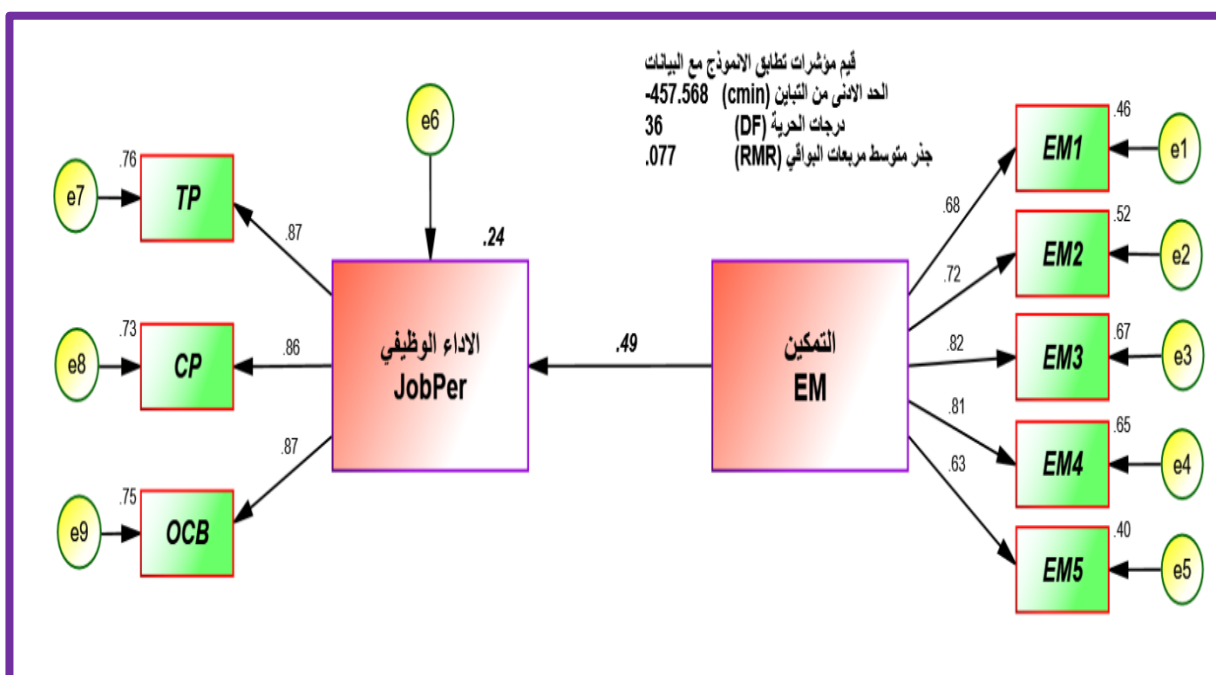 قيم مؤشرات تطابق الانموذج مع البيانات
الحد الادنى من التباين (cmin) -457.568
درجات الحرية (DF) 36
جذر متوسط مربعات البواقي (RMR) .077
e6
e7
.76
TP
.87
e8
.73
CP
.86
e9
.75
OCB
.87
.24
الاداء الوظيفي
JobPer
.49
التمكين
EM
.68
.46
EM1
e1
.72
.52
EM2
e2
.82
.67
EM3
e3
.81
.65
EM4
e4
.63
.40
EM5
e5